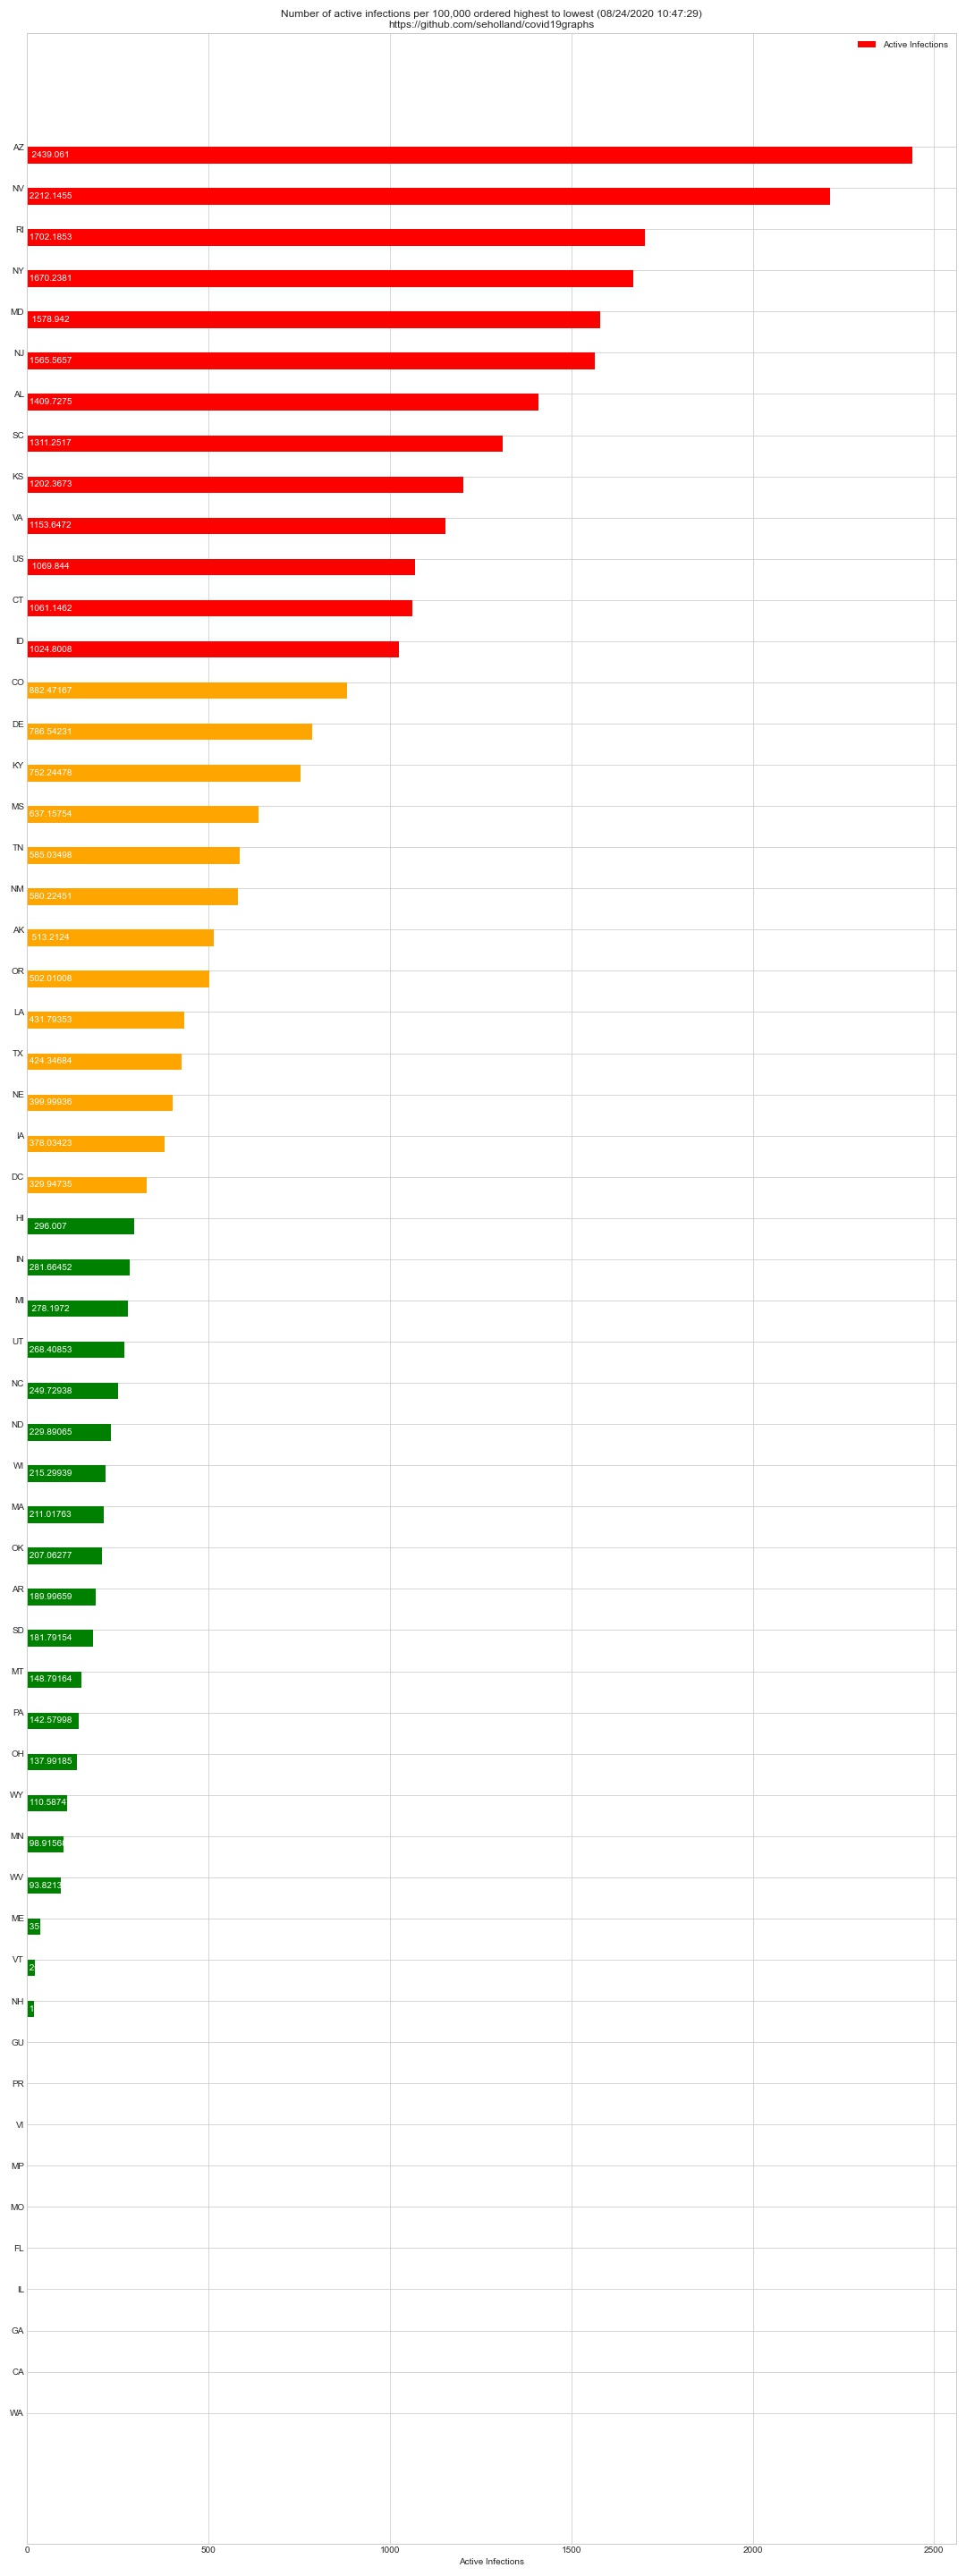 Number of active infections per 100,000 ordered highest to lowest (08/24/2020 10:47:29)
https://github.com/seholland/covid19graphs
Active Infections
AZ 2439.061
NV 2212.1455
RI 1702.1853
NY 1670.2381
MD 1578.942
NJ 1565.5657
AL 1409.7275
SC 1311.2517
KS 1202.3673
VA 1153.6472
US 1069.844
CT 1061.1462
ID 1024.8008
CO 882.47167
DE 786.54231
KY 752.24478
MS 637.15754
TN 585.03498
NM 580.22451
AK 513.2124
OR 502.01008
LA 431.79353
TX 424.34684
NE 399.99936
IA 378.03423
DC 329.94735
HI 296.007
IN 281.66452
MI 278.1972
UT 268.40853
NC 249.72938
ND 229.89065
WI 215.29939
MA 211.01763
OK 207.06277
AR 189.99659
SD 181.79154
MT 148.79164
PA 142.57998
OH 137.99185
WY 110.5874
MN 98.9156
WV 93.8213
ME 35
VT 2
NH 1
GU
PR
VI
MP
MO
FL
IL
GA
CA
WA
0 500 1000 1500 2000 2500
Active Infections